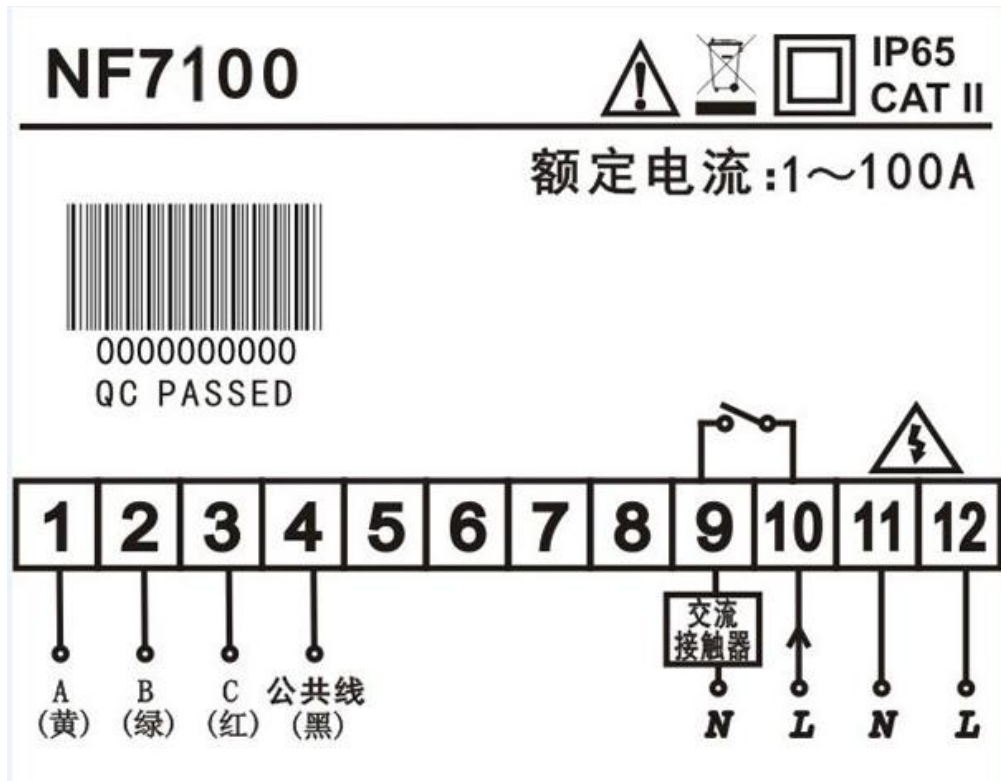 NF7100
IP65
CAT II
额定电流:1～100A
0000000000
QC PASSED
1 2 3 4 5 6 7 8 9 10 11 12
交流
接触器
A B C 公共线
(黄) (绿) (红) (黑)
N L N L